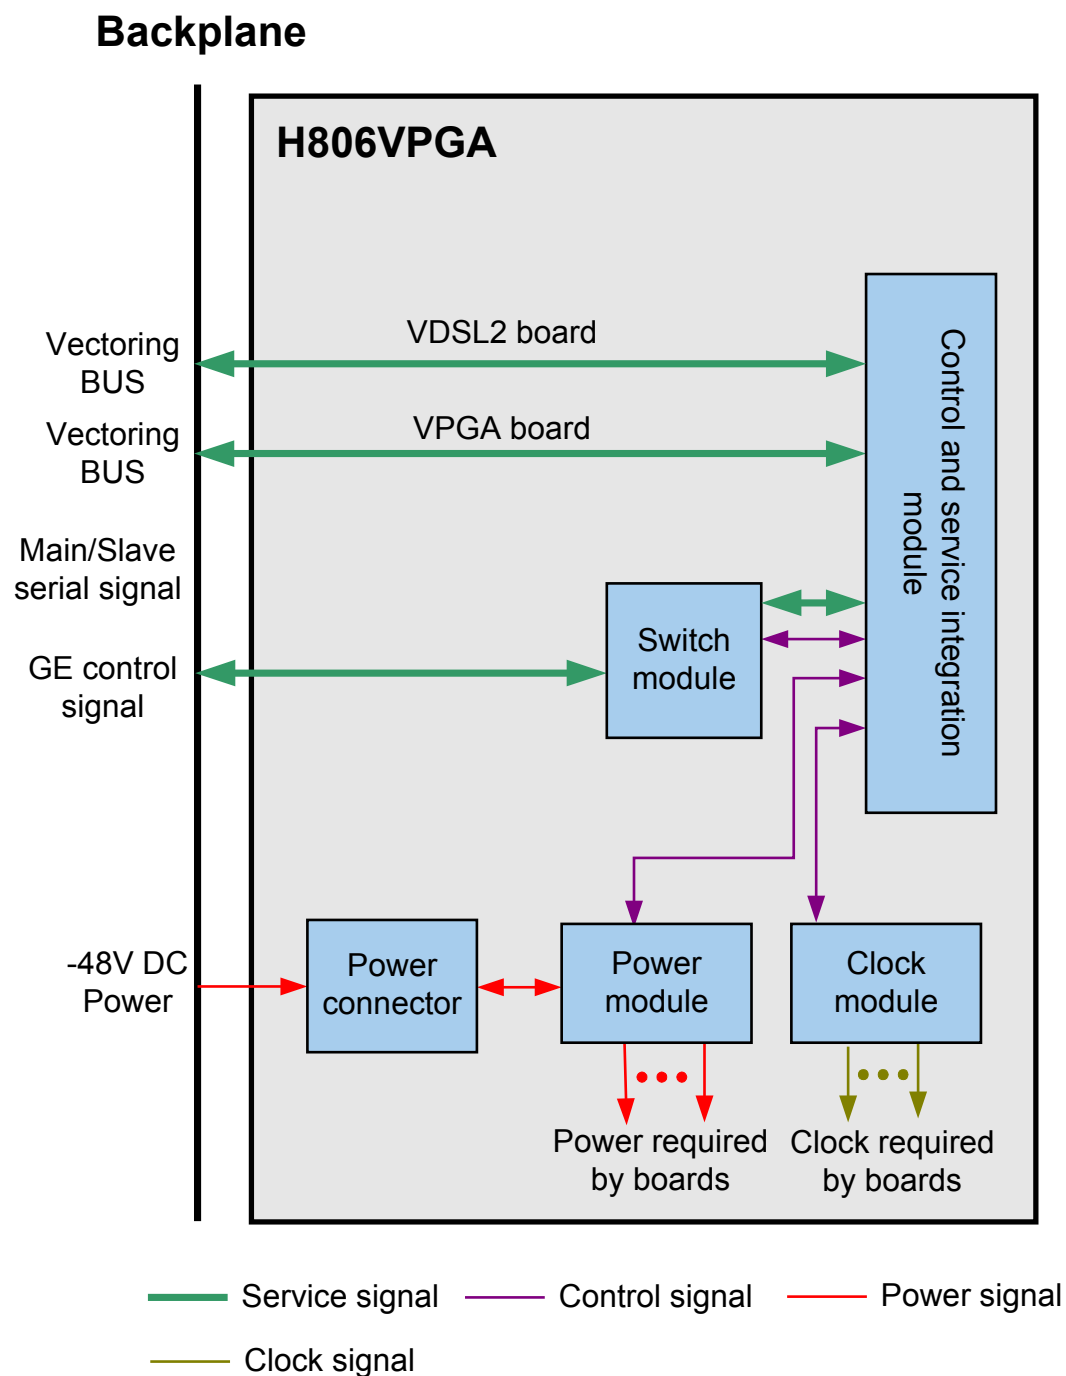 Backplane
H806VPGA
VDSL2 board
Vectoring
BUS
VPGA board
Vectoring
BUS
Control and service integration
module
Main/Slave
serial signal
Switch
module
GE control
signal
-48V DC
Power
Power
connector
Power
module
Clock
module
Power required
by boards
Clock required
by boards
Service signal
Control signal
Power signal
Clock signal